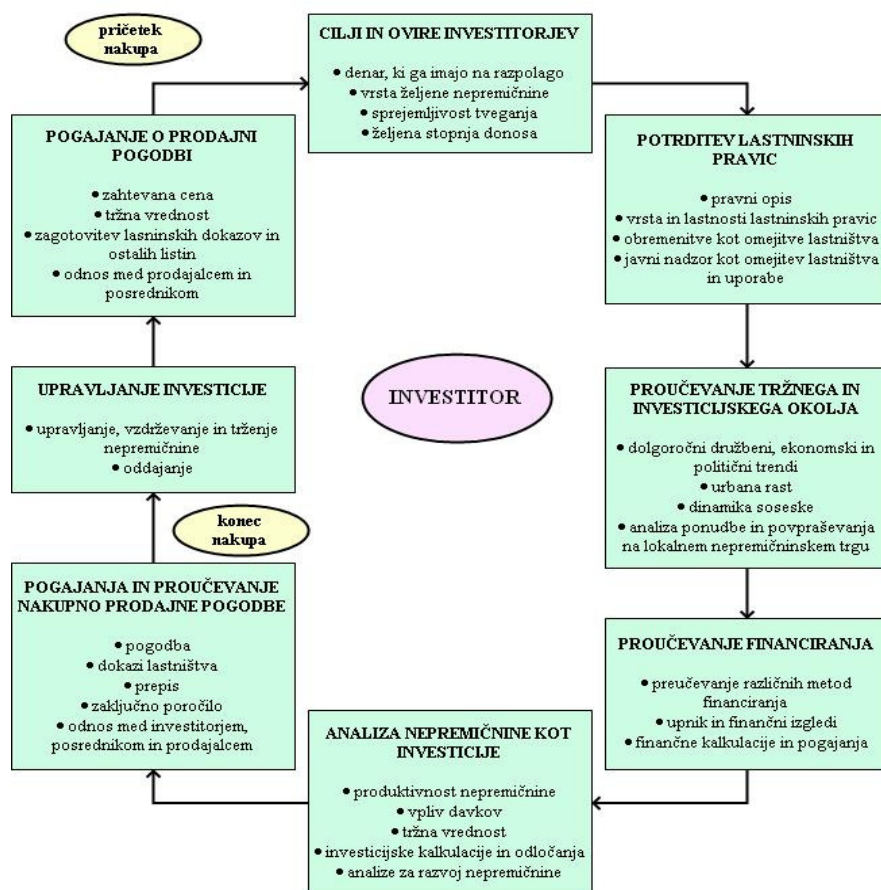 pričetek
nakupa
CILJI IN OVIRE INVESTITORJEV
• denar, ki ga imajo na razpolago
• vrsta željene nepremičnine
• sprejemljivost tveganja
• željena stopnja donosa
POTRDITEV LASTNINSKIH
PRAVIC
• pravni opis
• vrsta in lastnosti lastninskih pravic
• obremenitve kot omejitve lastništva
• javni nadzor kot omejitev lastništva
in uporabe
PROUČEVANJE TRŽNEGA IN
INVESTICIJSKEGA OKOLJA
• dolgoročni družbeni, ekonomski in
politični trendi
• urbana rast
• dinamika soseske
• analiza ponudbe in povpraševanja
na lokalnem nepremičninskem trgu
PROUČEVANJE FINANCIRANJA
• preučevanje različnih metod
financiranja
• upnik in finančni izgledi
• finančne kalkulacije in pogajanja
ANALIZA NEPREMIČNINE KOT
INVESTICIJE
• produktivnost nepremičnine
• vpliv davkov
• tržna vrednost
• investicijske kalkulacije in odločanja
• analize za razvoj nepremičnine
POGAJANJA IN PROUČEVANJE
NAKUPNO PRODAJNE POGODBE
• pogodba
• dokazi lastništva
• prepis
• zaključno poročilo
• odnos med investitorjem,
posrednikom in prodajalcem
konec
nakupa
UPRAVLJANJE INVESTICIJE
• upravljanje, vzdrževanje in trženje
nepremičnine
• oddajanje
POGAJANJE O PRODAJNI
POGODBI
• zahtevana cena
• tržna vrednost
• zagotovitev lasninskih dokazov in
ostalih listin
• odnos med prodajalcem in
posrednikom
INVESTITOR